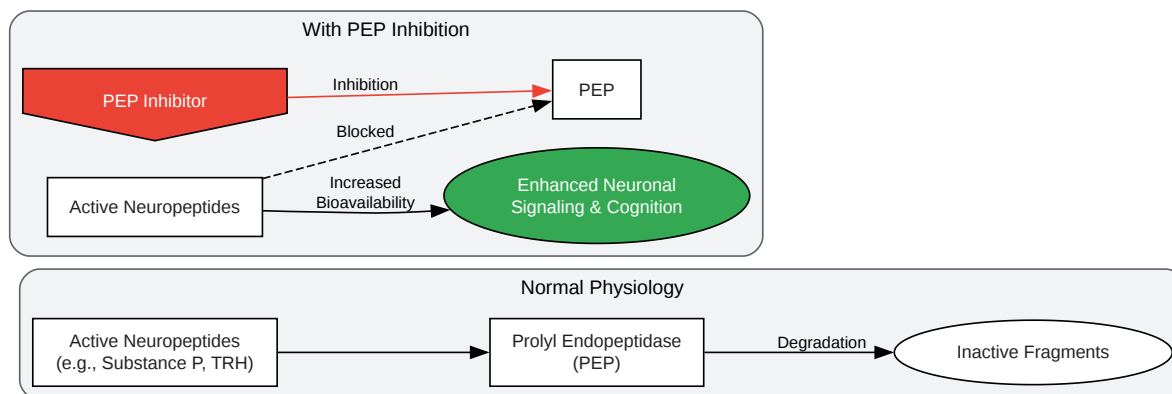 With PEP Inhibition
PEP Inhibitor
Inhibition
PEP
Blocked
Active Neuropeptides
Increased
Bioavailability
Enhanced Neuronal
Signaling & Cognition
Normal Physiology
Active Neuropeptides
(e.g., Substance P, TRH)
Prolyl Endopeptidase
(PEP)
Degradation
Inactive Fragments